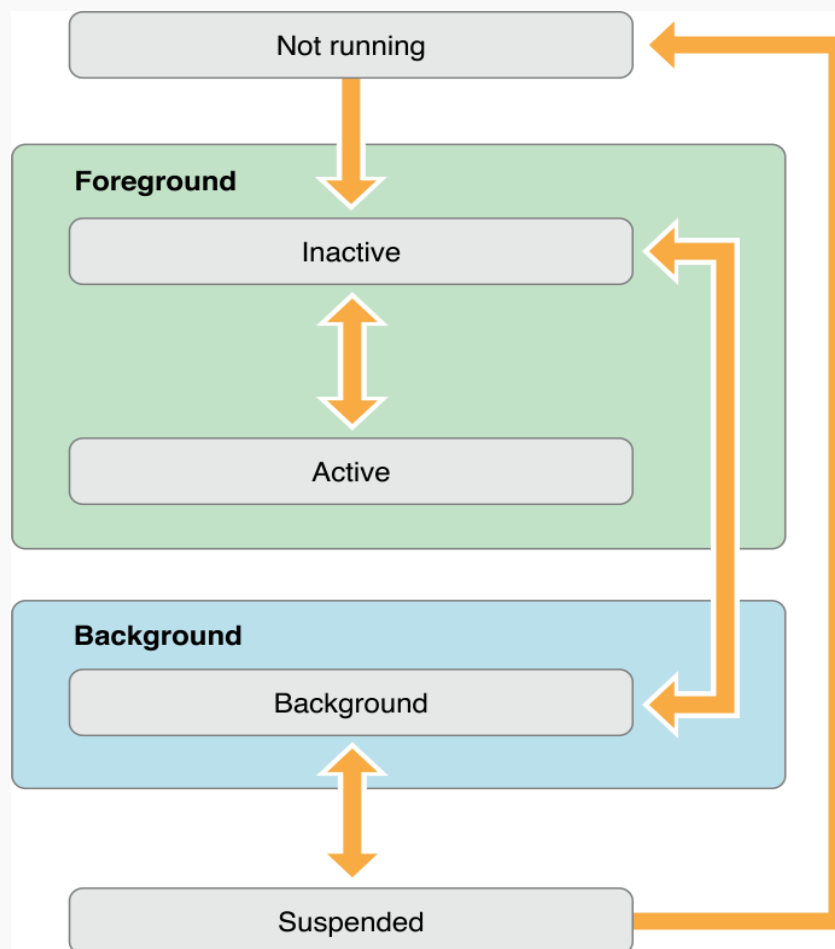 Not running
Foreground
Inactive
Active
Background
Background
Suspended